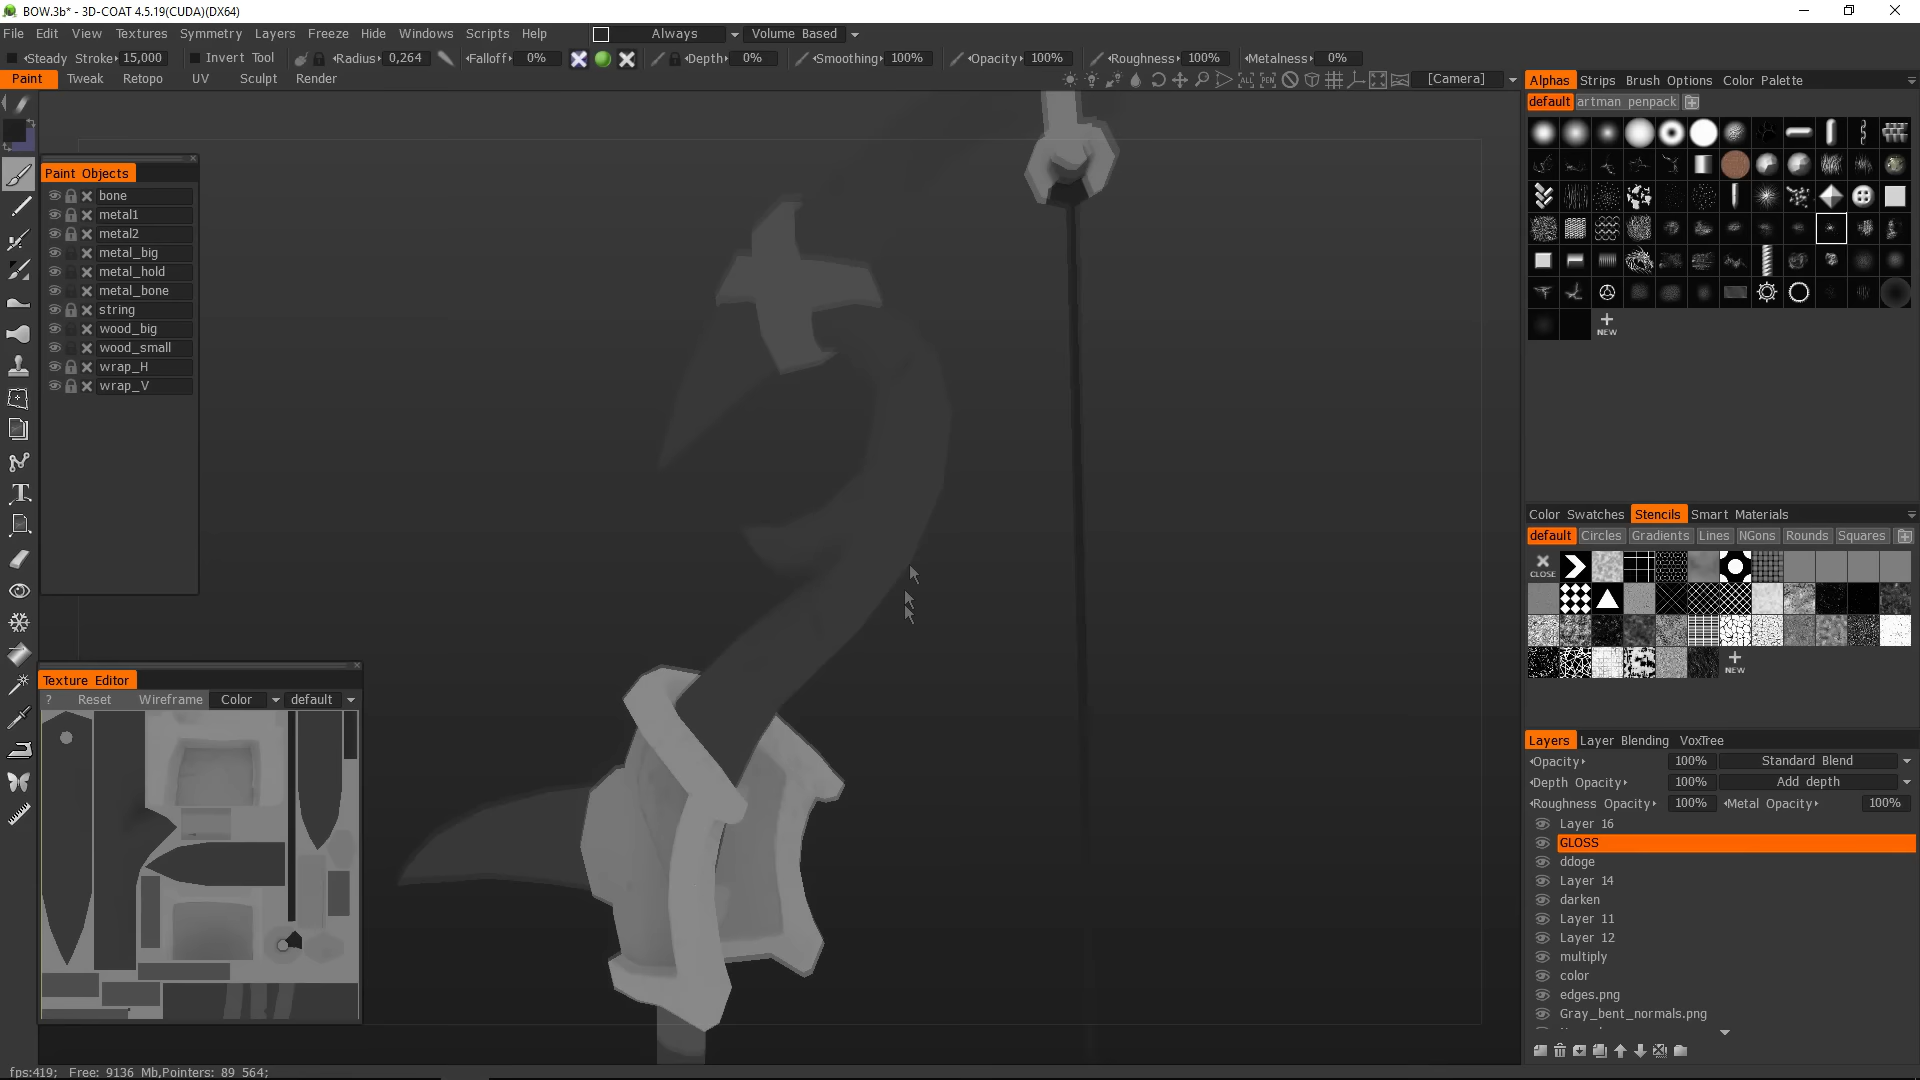 BOW.3b* - 3D-COAT 4.5.19(CUDA)(DX64)
File Edit View Textures Symmetry Layers Freeze Hide Windows Scripts Help Always Volume Based
Steady Stroke 15,000 Invert Tool Radius 0,264 Falloff 0% Depth 0% Smoothing 100% Opacity 100% Roughness 100% Metalness 0%
Paint Tweak Retopo UV Sculpt Render [Camera]
Alphas Strips Brush Options Color Palette
default artman penpack
NEW
Paint Objects
bone
metal1
metal2
metal_big
metal_hold
metal_bone
string
wood_big
wood_small
wrap_H
wrap_V
Color Swatches Stencils Smart Materials
default Circles Gradients Lines NGons Rounds Squares
CLOSE
NEW
Texture Editor
? Reset Wireframe Color default
Layers Layer Blending VoxTree
Opacity 100% Standard Blend
Depth Opacity 100% Add depth
Roughness Opacity 100% Metal Opacity 100%
Layer 16
GLOSS
ddoge
Layer 14
darken
Layer 11
Layer 12
multiply
color
edges.png
Gray_bent_normals.png
fps:419; Free: 9136 Mb,Pointers: 89 564;